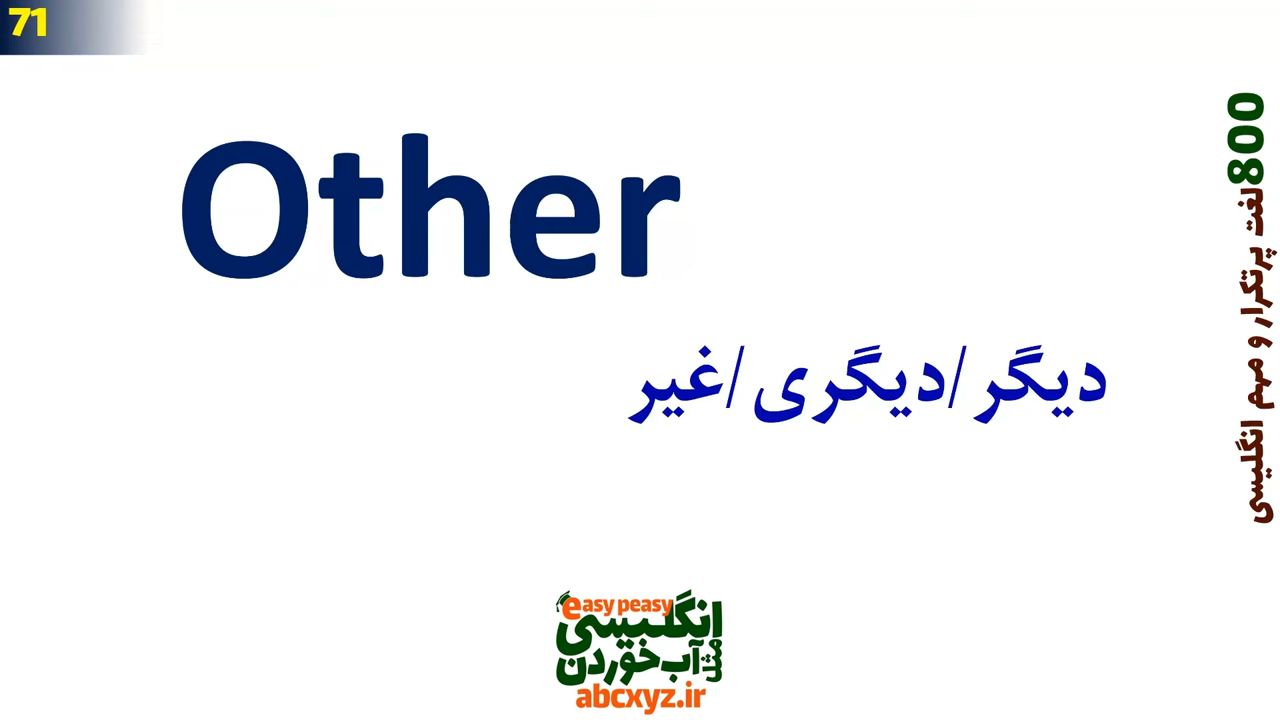 71
Other
دیگر/دیگری/غیر
800 لغت پرتکرار و مهم انگلیسی
easy peasy
انگلیسی
مثل آب خوردن
abcxyz.ir